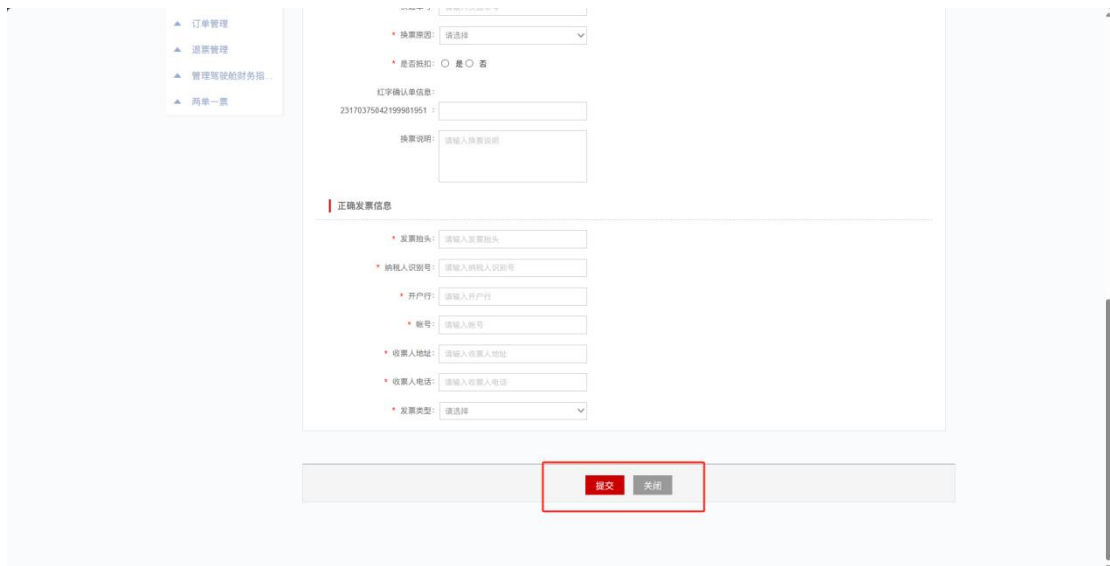 订单管理
退票管理
管理驾驶舱财务指...
两单一票
* 换票原因: 请选择
* 是否抵扣: 是 否
红字确认单信息:
23170375042199981951 :
换票说明: 请输入换票说明
正确发票信息
* 发票抬头: 请输入发票抬头
* 纳税人识别号: 请输入纳税人识别号
* 开户行: 请输入开户行
* 帐号: 请输入帐号
* 收票人地址: 请输入收票人地址
* 收票人电话: 请输入收票人电话
* 发票类型: 请选择
提交 关闭